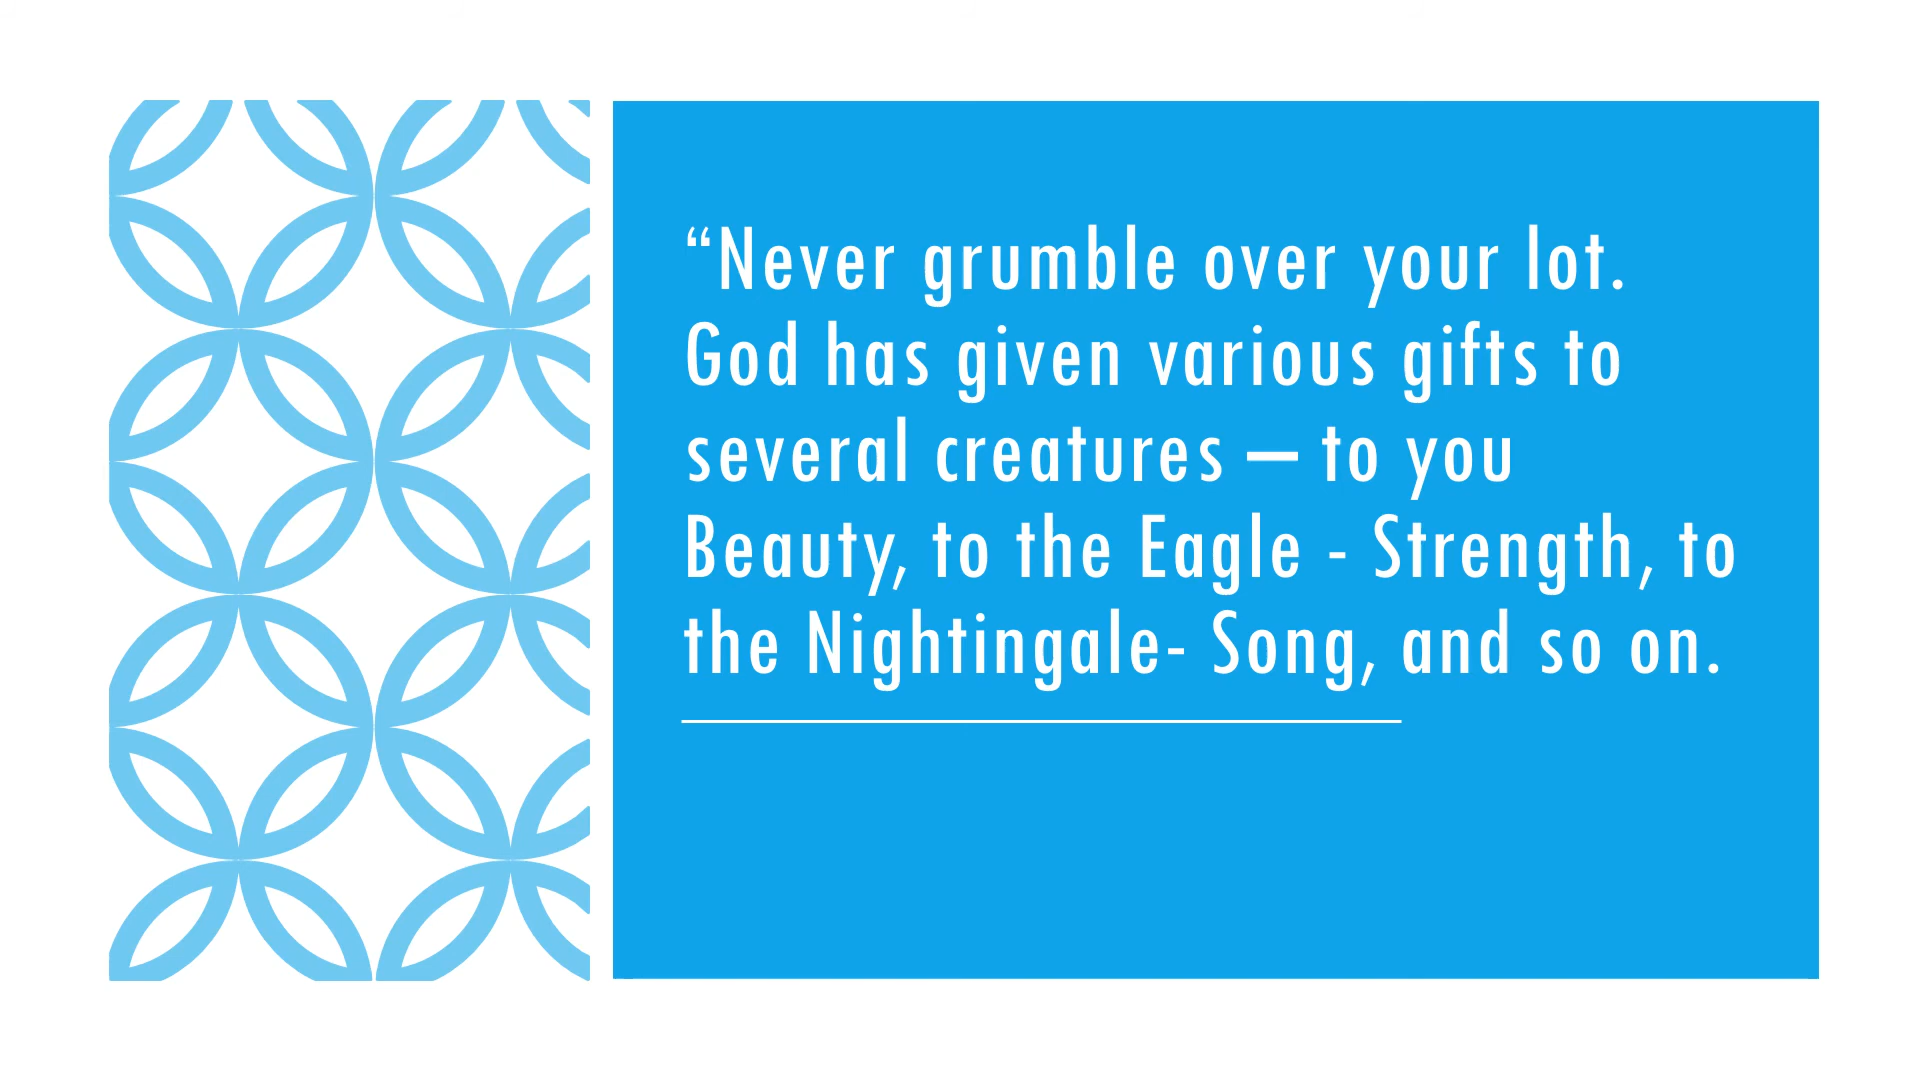 “Never grumble over your lot.
God has given various gifts to
several creatures — to you
Beauty, to the Eagle - Strength, to
the Nightingale- Song, and so on.